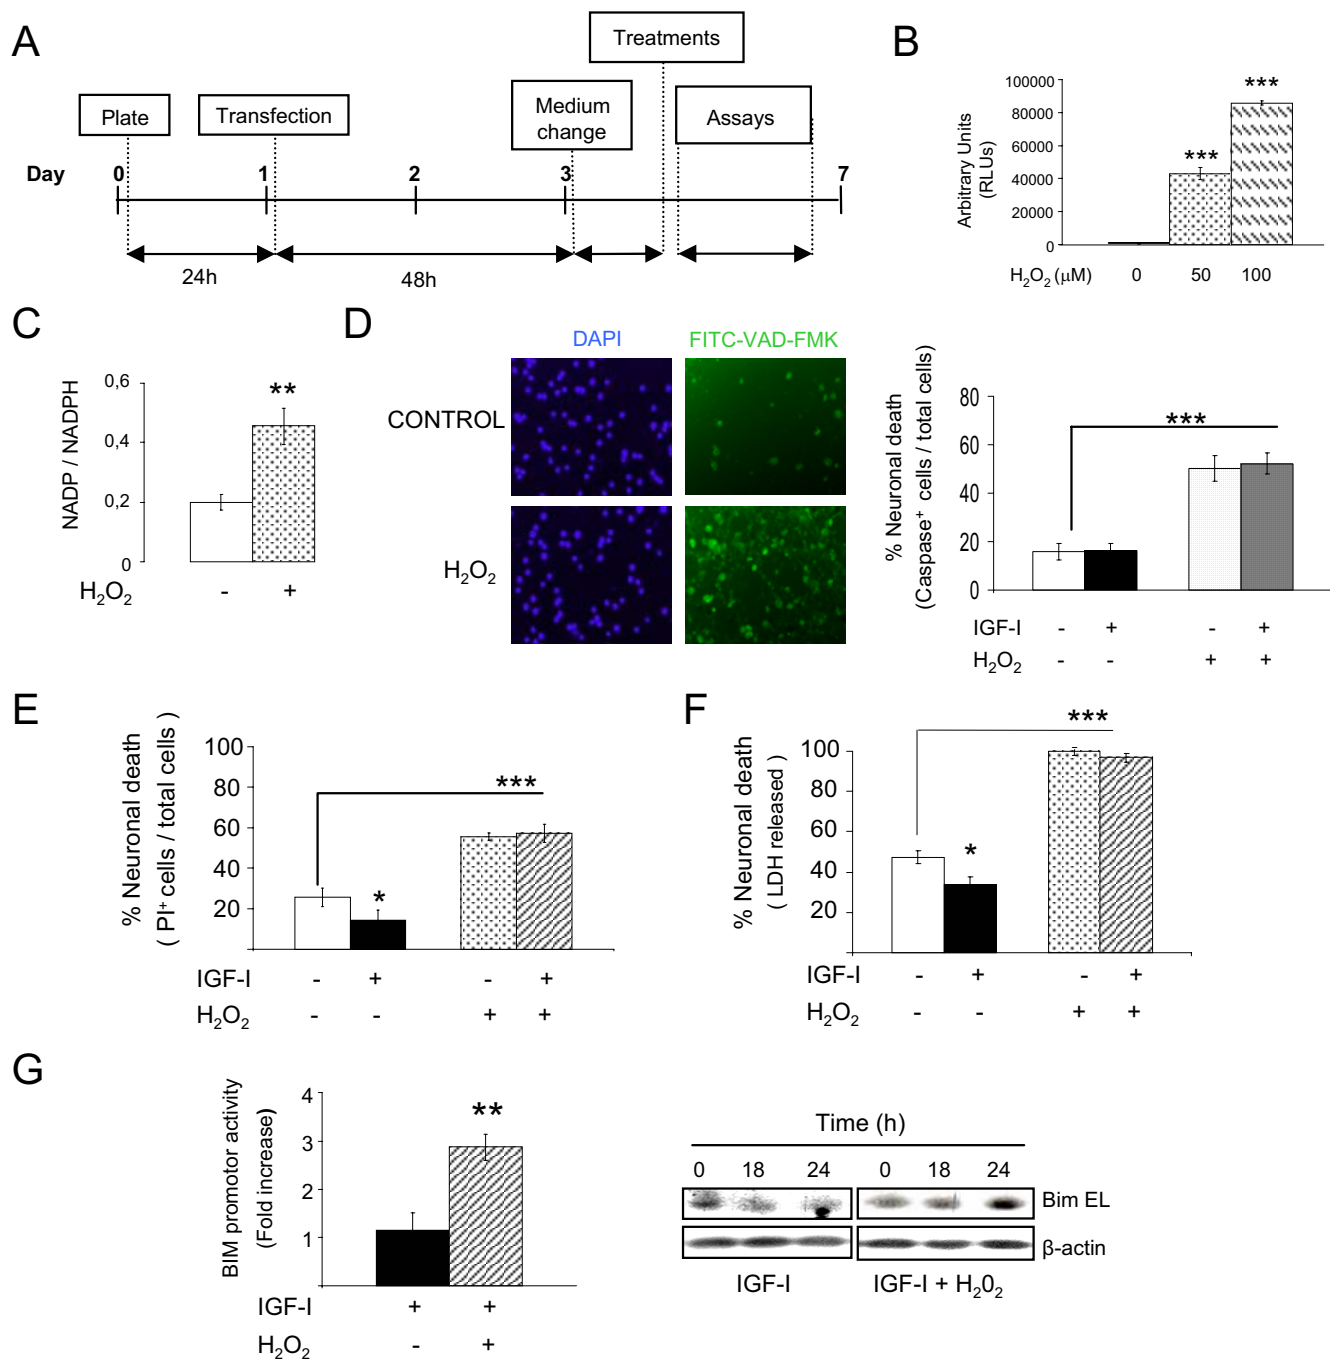 A
Plate
Transfection
Medium change
Treatments
Assays
Day 0 1 2 3 7
24h 48h
B
Arbitrary Units (RLUs)
100000
80000
60000
40000
20000
0
*** ***
H₂O₂ (μM) 0 50 100
C
NADP / NADPH
0,6
0,4
0,2
0
**
H₂O₂ - +
D
DAPI FITC-VAD-FMK
CONTROL
H₂O₂
% Neuronal death
(Caspase⁺ cells / total cells)
80
60
40
20
0
***
IGF-I - + - +
H₂O₂ - - + +
E
% Neuronal death
( PI⁺ cells / total cells )
100
80
60
40
20
* ***
IGF-I - + - +
H₂O₂ - - + +
F
% Neuronal death
( LDH released )
100
80
60
40
20
* ***
IGF-I - + - +
H₂O₂ - - + +
G
BIM promotor activity
(Fold increase)
4
3
2
1
**
IGF-I + +
H₂O₂ - +
Time (h)
0 18 24 0 18 24
Bim EL
β-actin
IGF-I IGF-I + H₂0₂